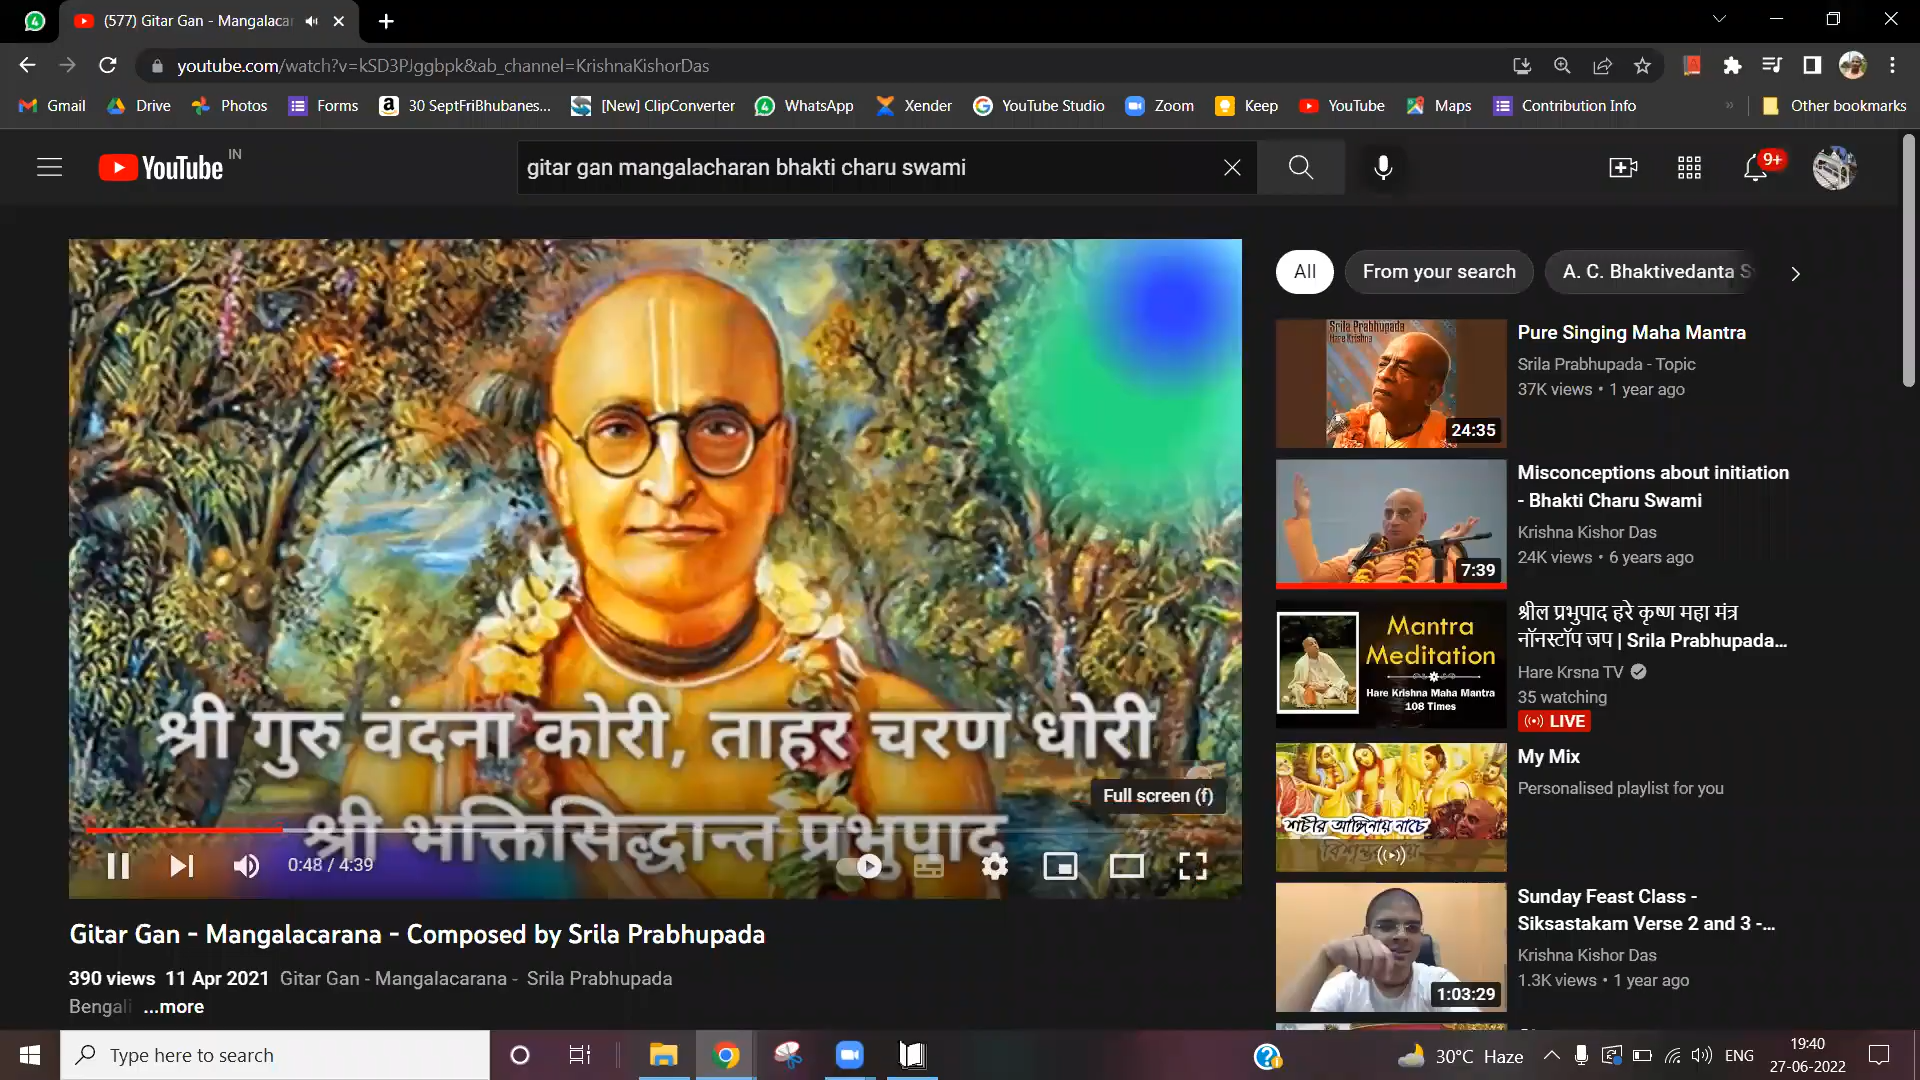 (577) Gitar Gan - Mangalacar
youtube.com/watch?v=kSD3PJggbpk&ab_channel=KrishnaKishorDas
Gmail Drive Photos Forms 30 SeptFriBhubanes... [New] ClipConverter WhatsApp Xender YouTube Studio Zoom Keep YouTube Maps Contribution Info » Other bookmarks
YouTube IN
gitar gan mangalacharan bhakti charu swami
9+
All From your search A. C. Bhaktivedanta S
श्री गुरु वंदना कोरी, ताहर चरण धोरी
श्री भक्तिसिद्धान्त प्रभुपाद
Full screen (f)
0:48 / 4:39
Gitar Gan - Mangalacarana - Composed by Srila Prabhupada
390 views 11 Apr 2021 Gitar Gan - Mangalacarana - Srila Prabhupada
Bengali ...more
Srila Prabhupada
Hare Krishna
24:35
Pure Singing Maha Mantra
Srila Prabhupada - Topic
37K views • 1 year ago
7:39
Misconceptions about initiation
- Bhakti Charu Swami
Krishna Kishor Das
24K views • 6 years ago
Mantra
Meditation
Hare Krishna Maha Mantra
108 Times
श्रील प्रभुपाद हरे कृष्ण महा मंत्र
नॉनस्टॉप जप | Srila Prabhupada...
Hare Krsna TV
35 watching
LIVE
শচীর আঙ্গিনায় নাচে
My Mix
Personalised playlist for you
1:03:29
Sunday Feast Class -
Siksastakam Verse 2 and 3 -...
Krishna Kishor Das
1.3K views • 1 year ago
Type here to search
30°C Haze
ENG
19:40
27-06-2022